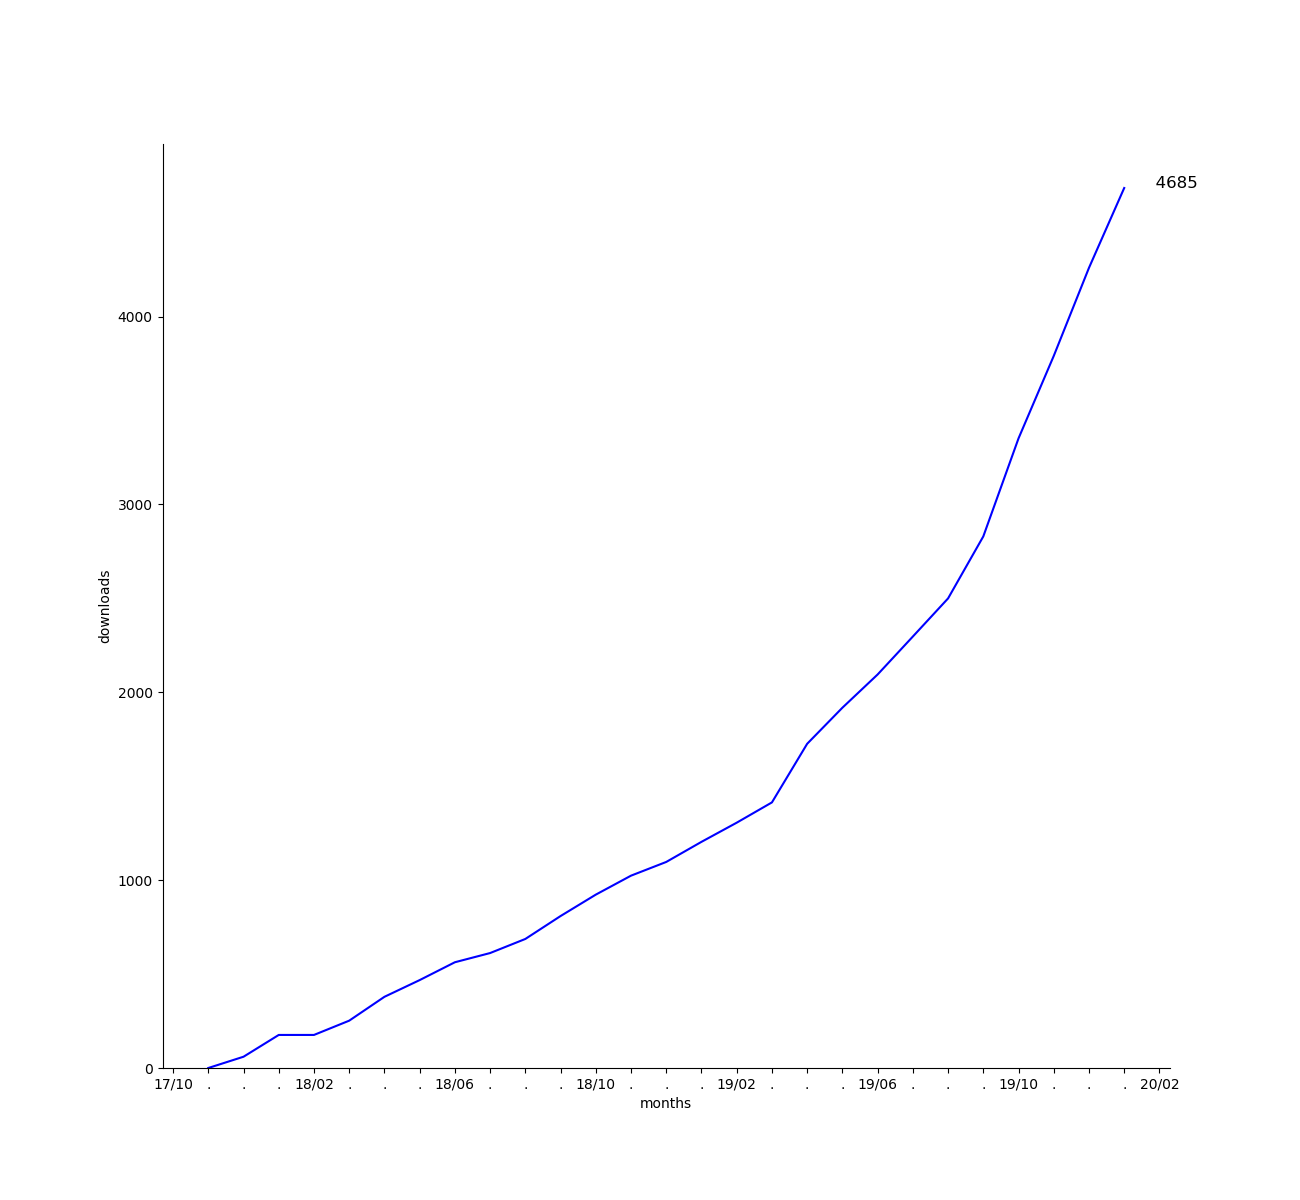 4685
4000
3000
2000
1000
0
downloads
17/10 . . . 18/02 . . . 18/06 . . . 18/10 . . . 19/02 . . . 19/06 . . . 19/10 . . . 20/02
months